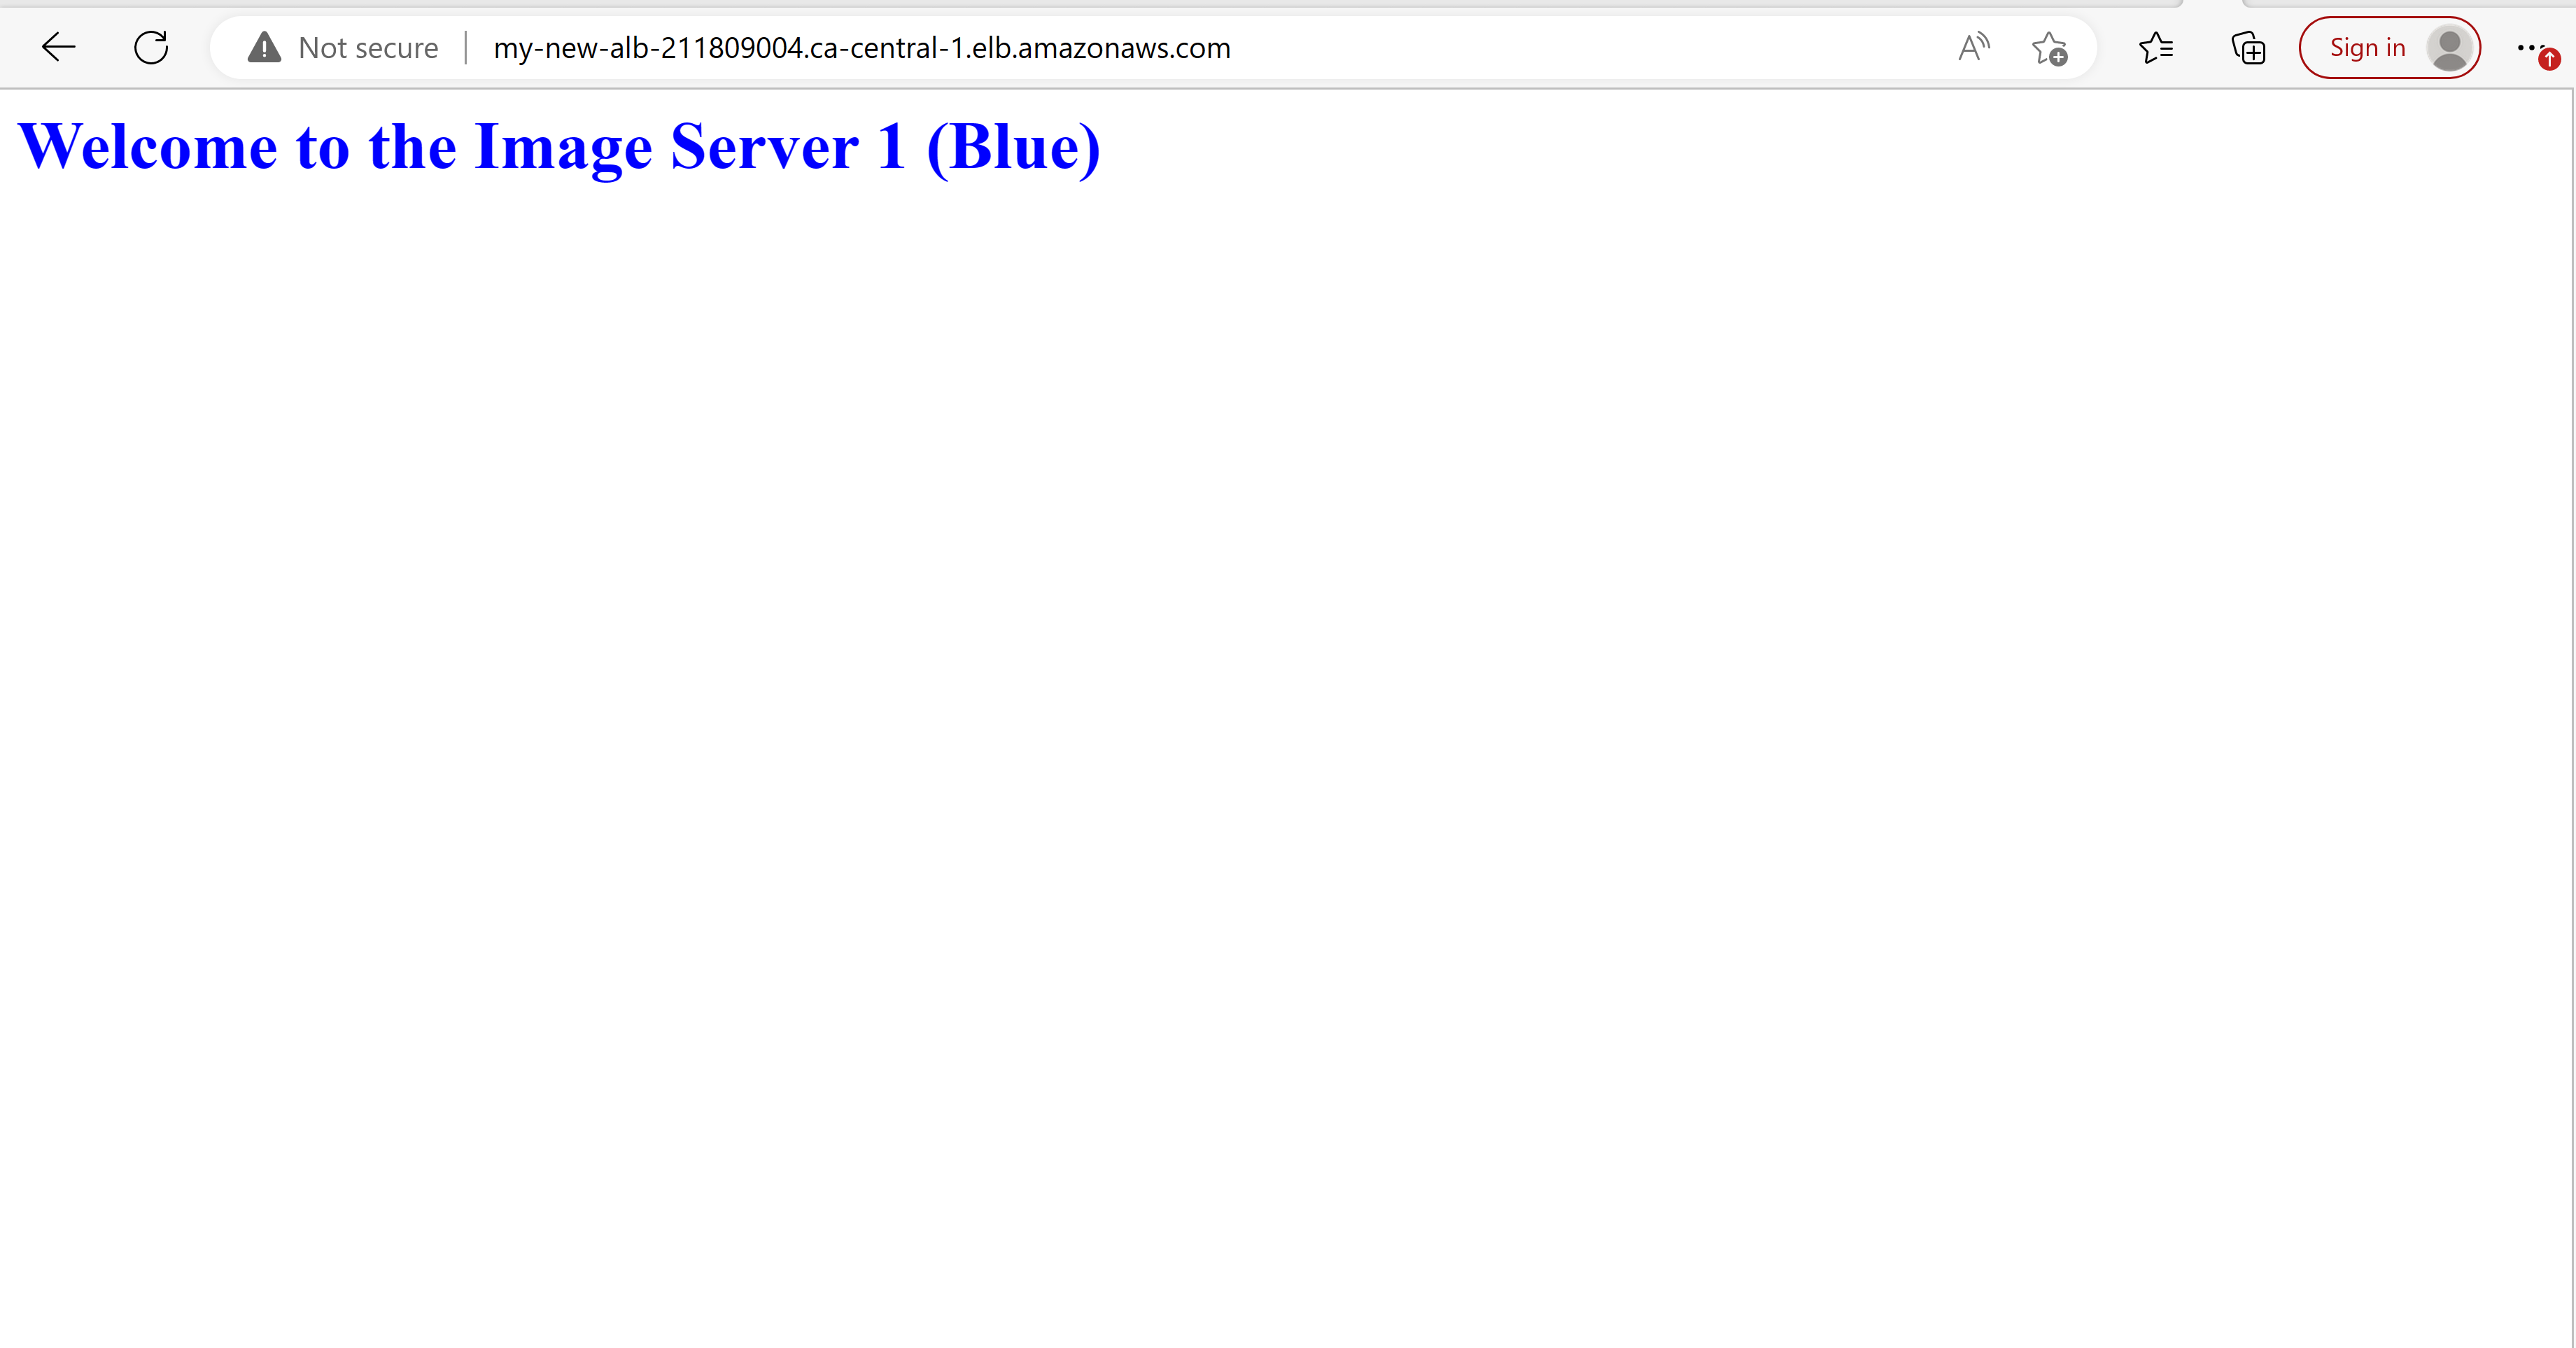 Not secure
my-new-alb-211809004.ca-central-1.elb.amazonaws.com
Sign in
Welcome to the Image Server 1 (Blue)